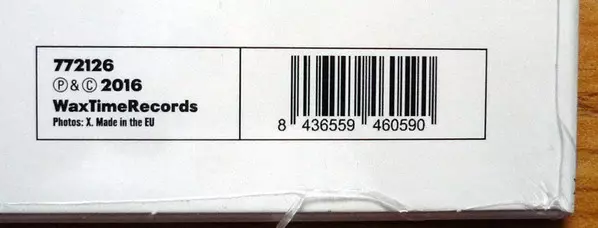 772126
Ⓟ & Ⓒ 2016
WaxTimeRecords
Photos: X. Made in the EU
8 436559 460590